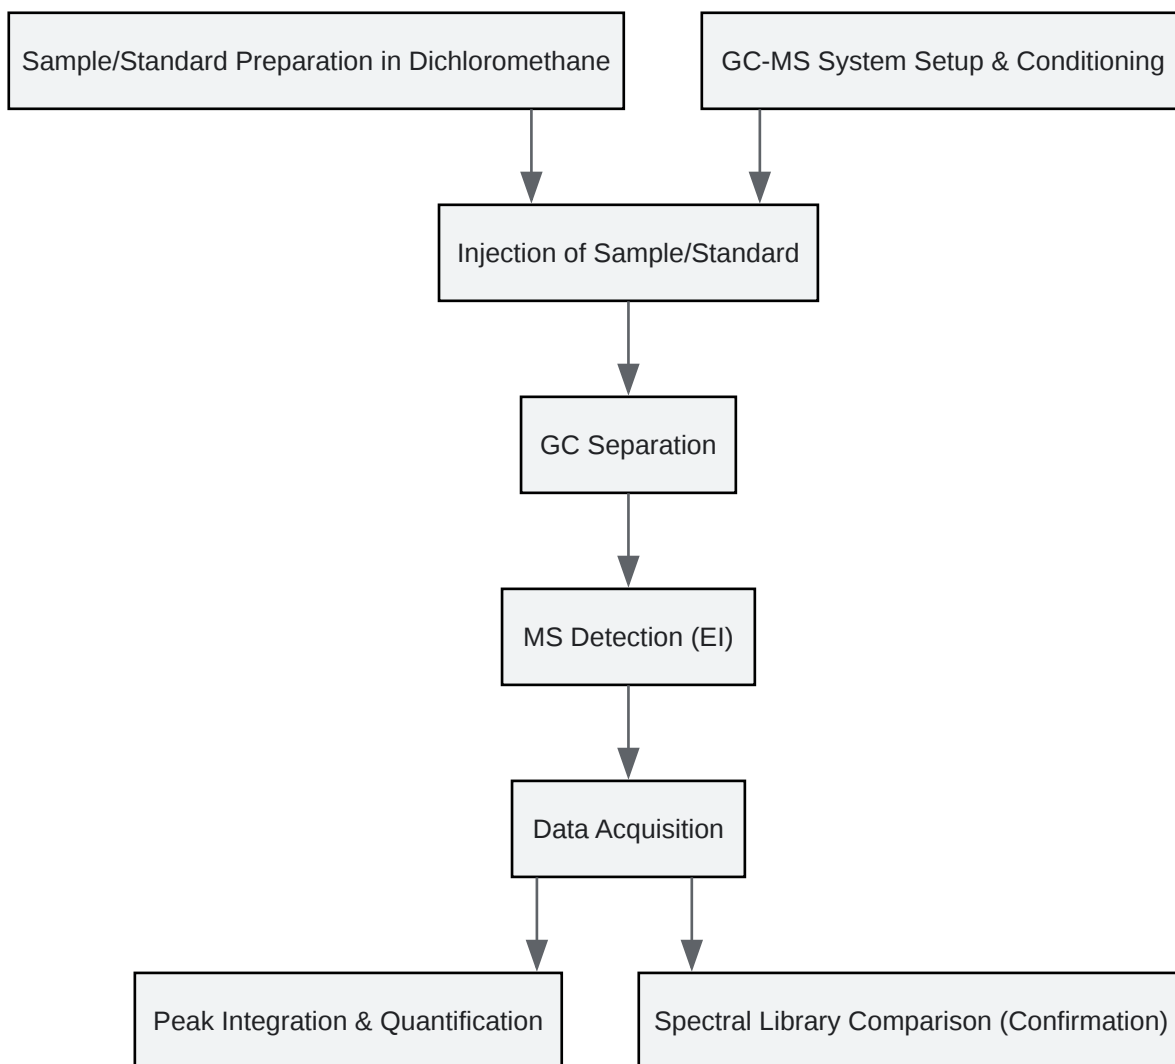 Sample/Standard Preparation in Dichloromethane
GC-MS System Setup & Conditioning
Injection of Sample/Standard
GC Separation
MS Detection (EI)
Data Acquisition
Peak Integration & Quantification
Spectral Library Comparison (Confirmation)